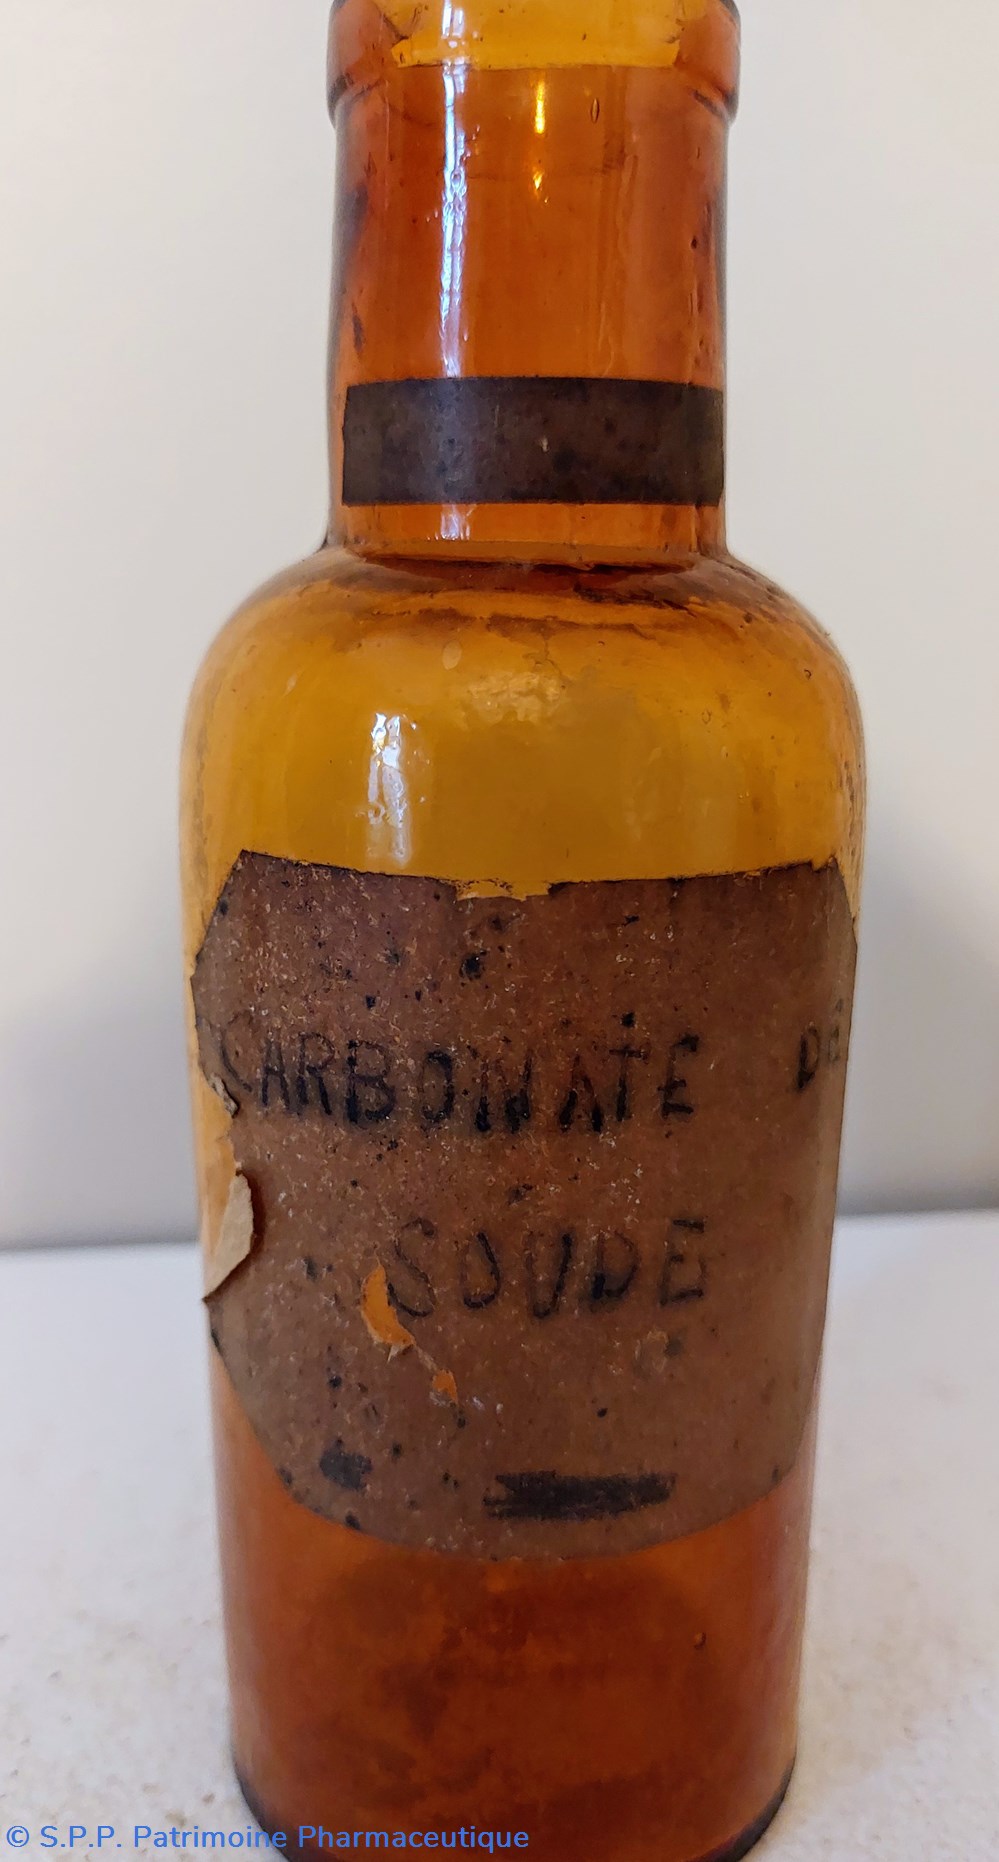 CARBONATE DE
SOUDE
© S.P.P. Patrimoine Pharmaceutique